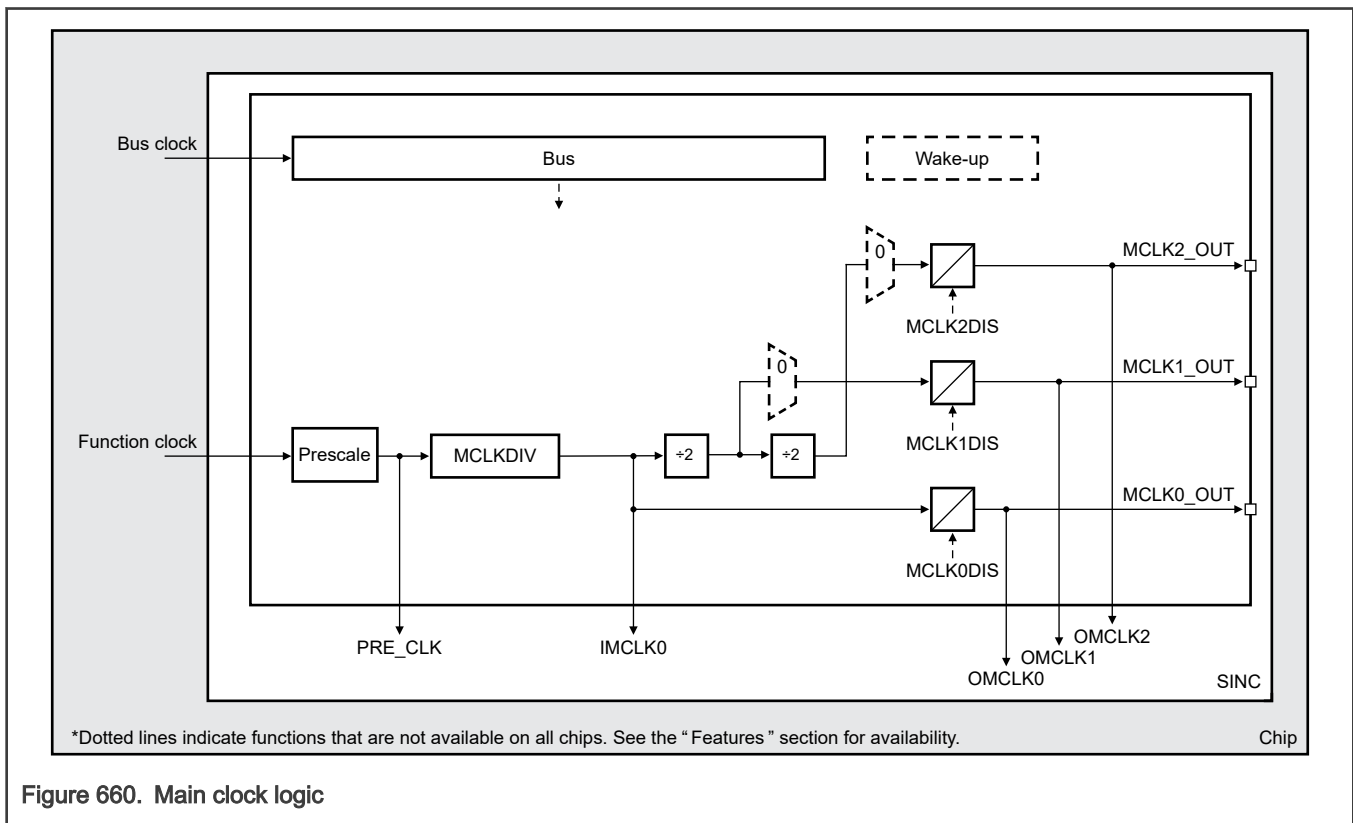 Bus clock
Bus
Wake-up
0
MCLK2_OUT
MCLK2DIS
0
MCLK1_OUT
MCLK1DIS
Function clock
Prescale
MCLKDIV
÷2
÷2
MCLK0_OUT
MCLK0DIS
PRE_CLK
IMCLK0
OMCLK2
OMCLK1
OMCLK0
SINC
*Dotted lines indicate functions that are not available on all chips. See the “Features” section for availability.
Chip
Figure 660. Main clock logic